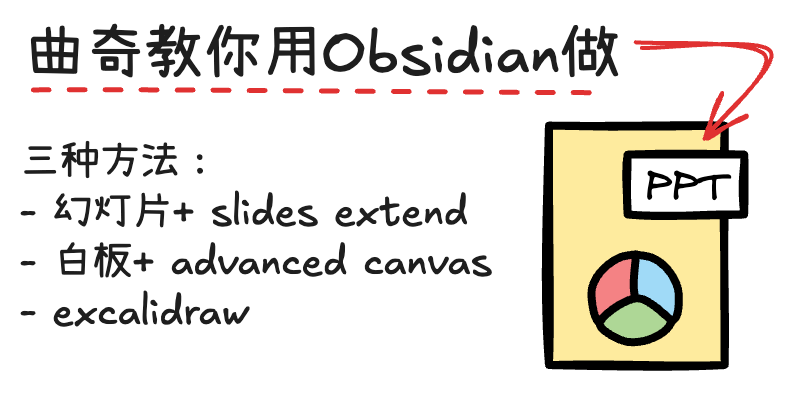 曲奇教你用Obsidian做
PPT
三种方法：
- 幻灯片+ slides extend
- 白板+ advanced canvas
- excalidraw